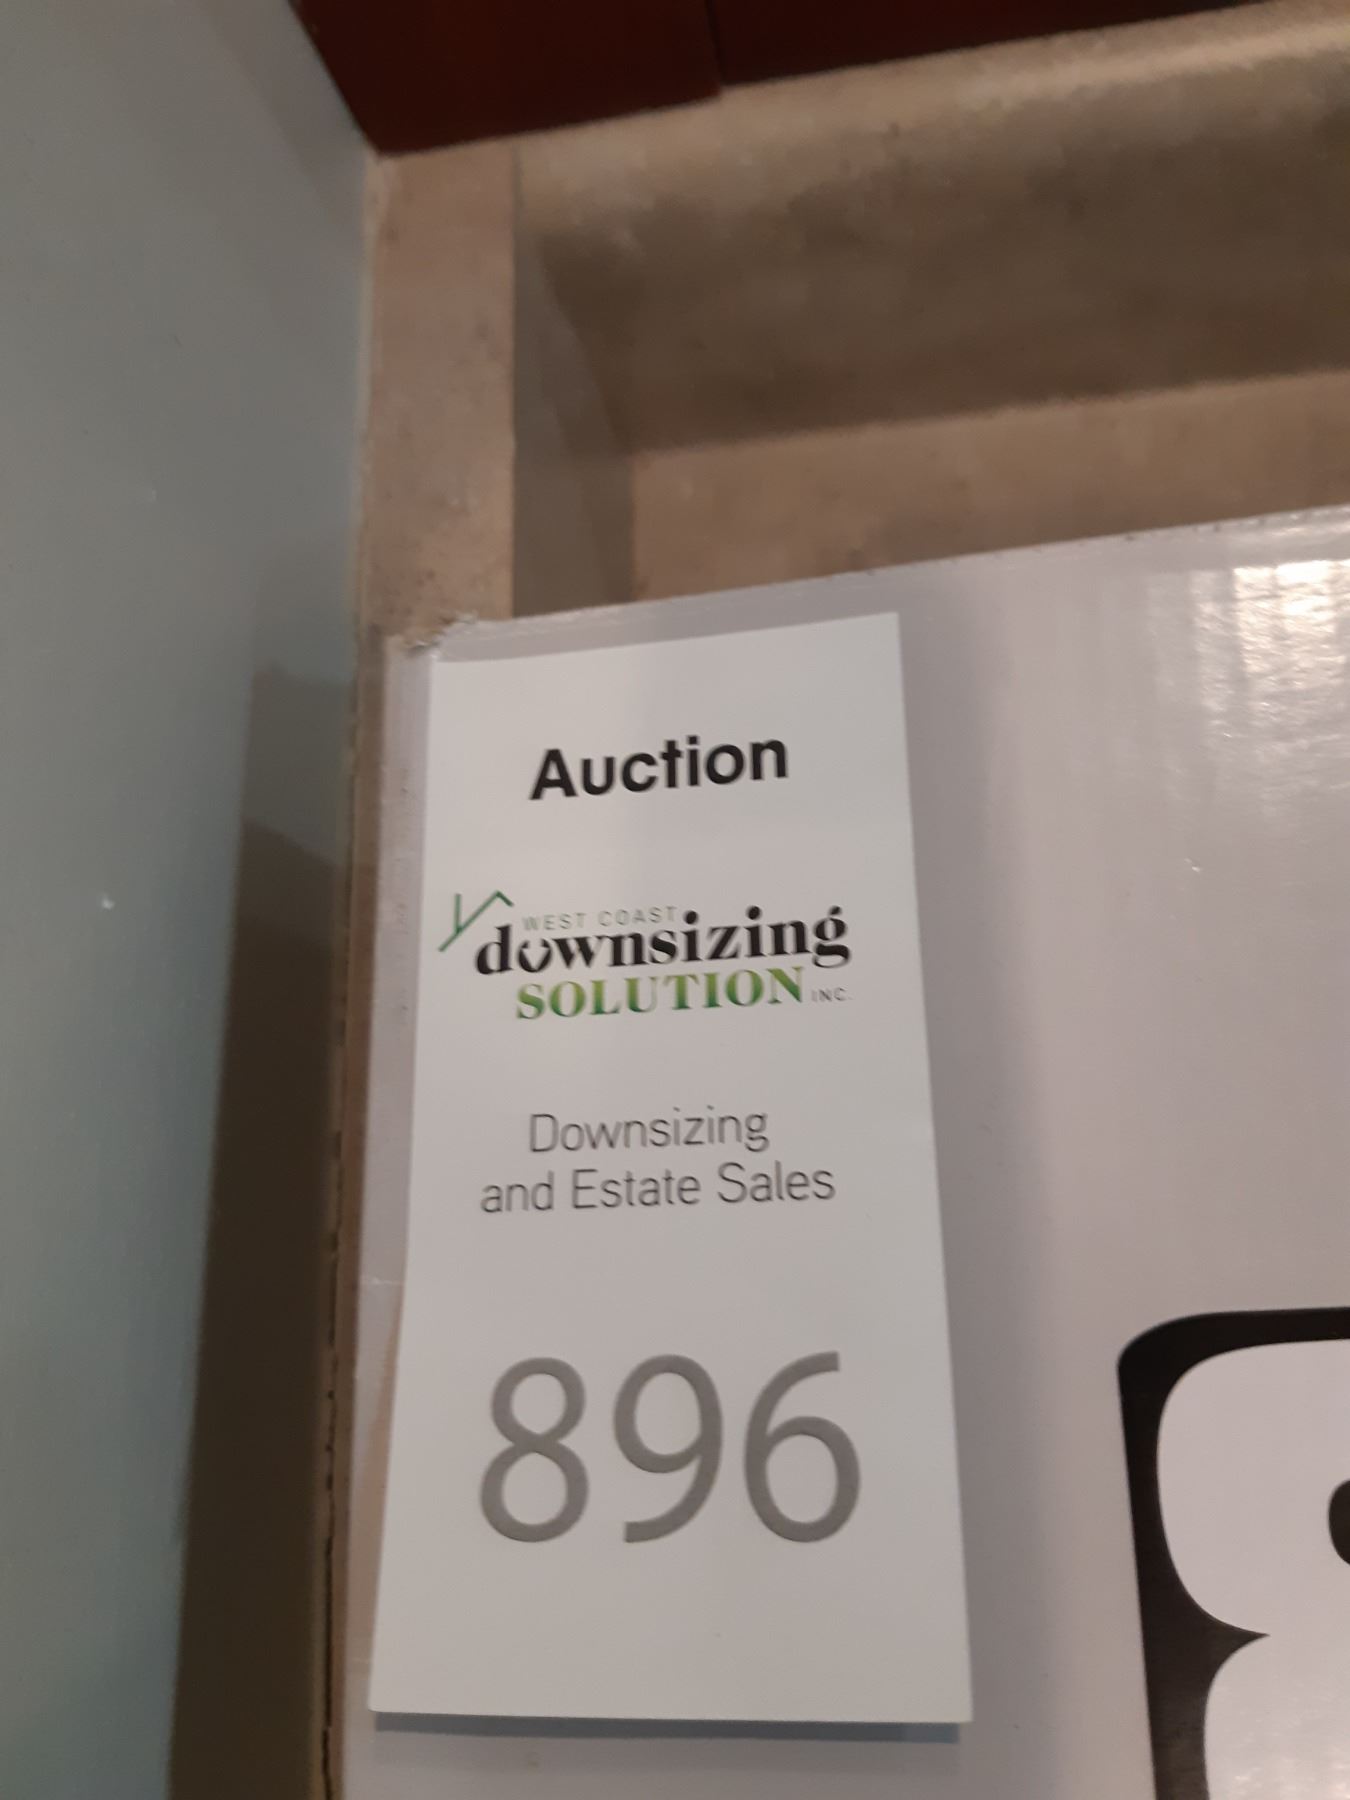 Auction
WEST COAST
downsizing
SOLUTION INC.
Downsizing
and Estate Sales
896